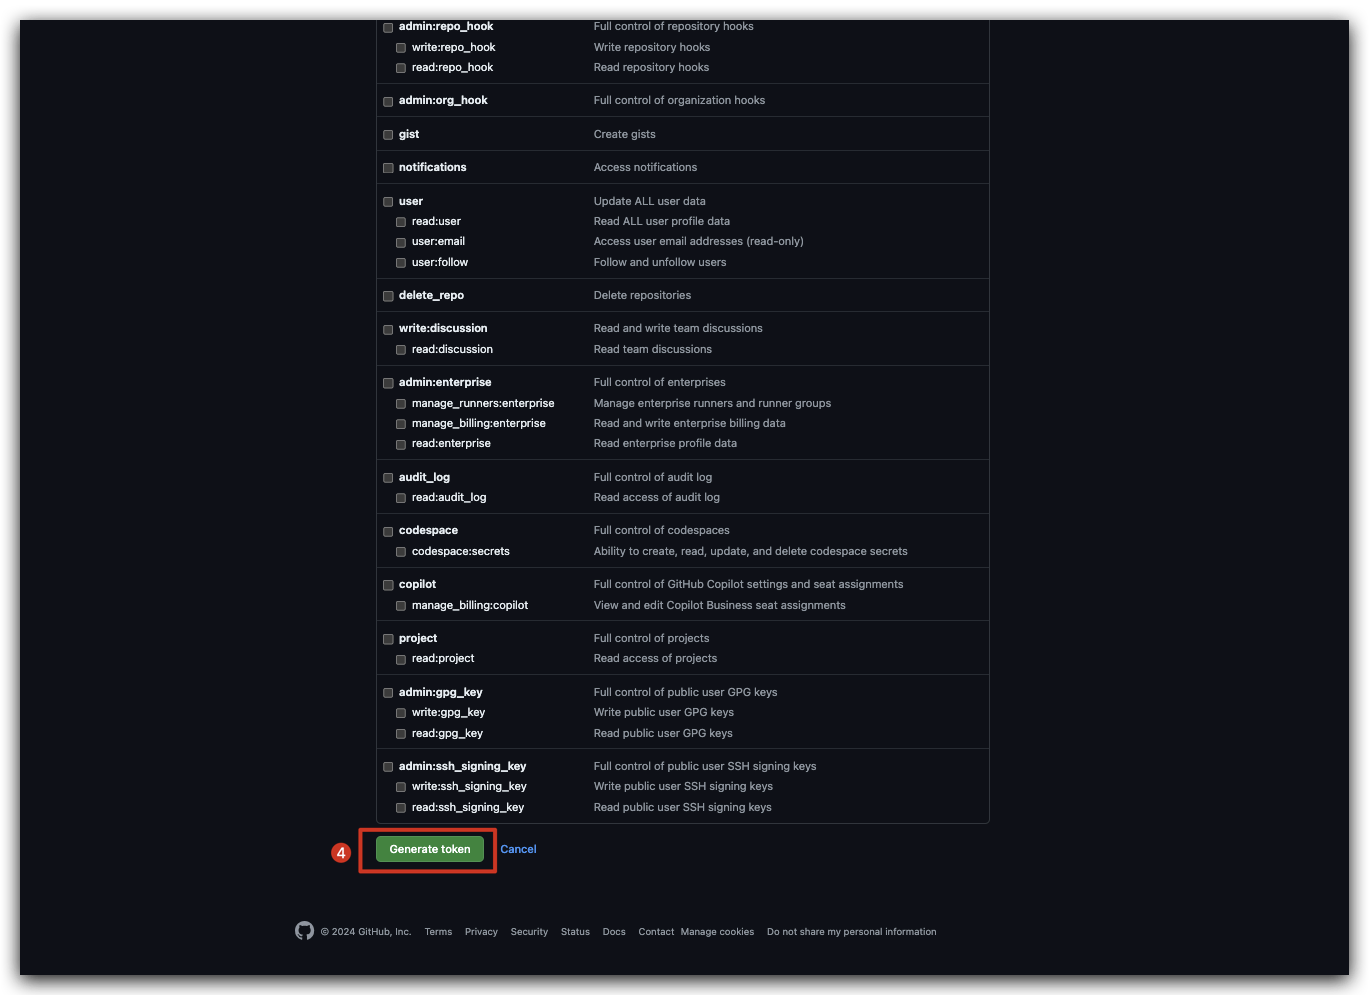 admin:repo_hook Full control of repository hooks
write:repo_hook Write repository hooks
read:repo_hook Read repository hooks
admin:org_hook Full control of organization hooks
gist Create gists
notifications Access notifications
user Update ALL user data
read:user Read ALL user profile data
user:email Access user email addresses (read-only)
user:follow Follow and unfollow users
delete_repo Delete repositories
write:discussion Read and write team discussions
read:discussion Read team discussions
admin:enterprise Full control of enterprises
manage_runners:enterprise Manage enterprise runners and runner groups
manage_billing:enterprise Read and write enterprise billing data
read:enterprise Read enterprise profile data
audit_log Full control of audit log
read:audit_log Read access of audit log
codespace Full control of codespaces
codespace:secrets Ability to create, read, update, and delete codespace secrets
copilot Full control of GitHub Copilot settings and seat assignments
manage_billing:copilot View and edit Copilot Business seat assignments
project Full control of projects
read:project Read access of projects
admin:gpg_key Full control of public user GPG keys
write:gpg_key Write public user GPG keys
read:gpg_key Read public user GPG keys
admin:ssh_signing_key Full control of public user SSH signing keys
write:ssh_signing_key Write public user SSH signing keys
read:ssh_signing_key Read public user SSH signing keys
4 Generate token Cancel
© 2024 GitHub, Inc. Terms Privacy Security Status Docs Contact Manage cookies Do not share my personal information